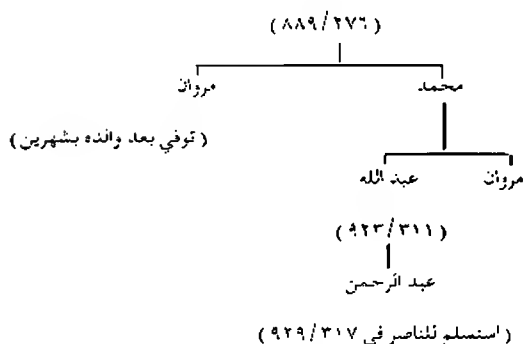 (٨٨٩/٢٧٦)
محمد مروان
(توفي بعد والده بشهرين)
مروان عبد الله
(٩٢٣/٣١١)
عبد الرحمن
(استسلم للناصر في ٩٢٩/٣١٧)